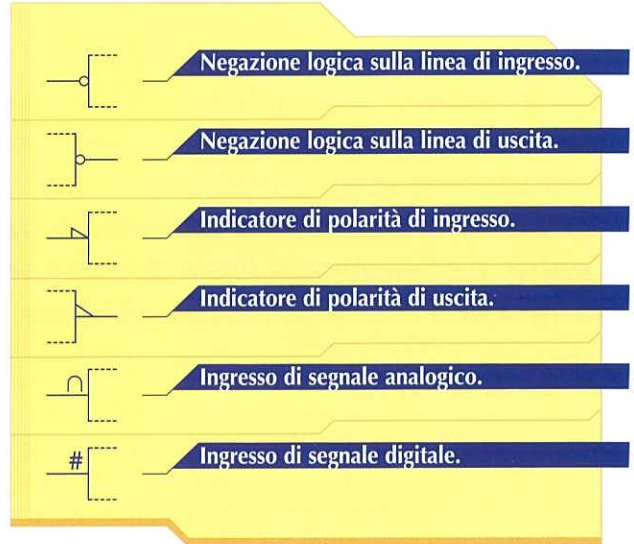 Negazione logica sulla linea di ingresso.
Negazione logica sulla linea di uscita.
Indicatore di polarità di ingresso.
Indicatore di polarità di uscita.
Ingresso di segnale analogico.
#
Ingresso di segnale digitale.